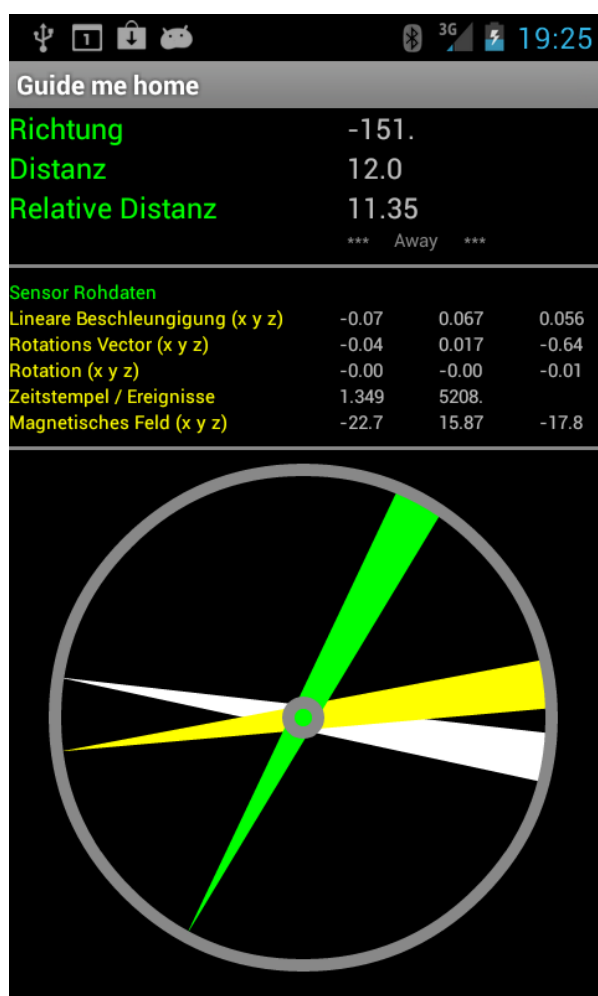 1 3G 19:25
Guide me home
Richtung -151.
Distanz 12.0
Relative Distanz 11.35
*** Away ***
Sensor Rohdaten
Lineare Beschleungigung (x y z) -0.07 0.067 0.056
Rotations Vector (x y z) -0.04 0.017 -0.64
Rotation (x y z) -0.00 -0.00 -0.01
Zeitstempel / Ereignisse 1.349 5208.
Magnetisches Feld (x y z) -22.7 15.87 -17.8